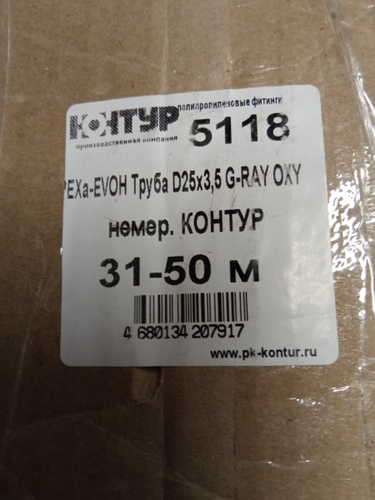 полипропиленовые фитинги
КОНТУР 5118
производственная компания
PEXa-EVOH Труба D25x3,5 G-RAY OXY
номер. КОНТУР
31-50 м
4 680134 207917
www.pk-kontur.ru